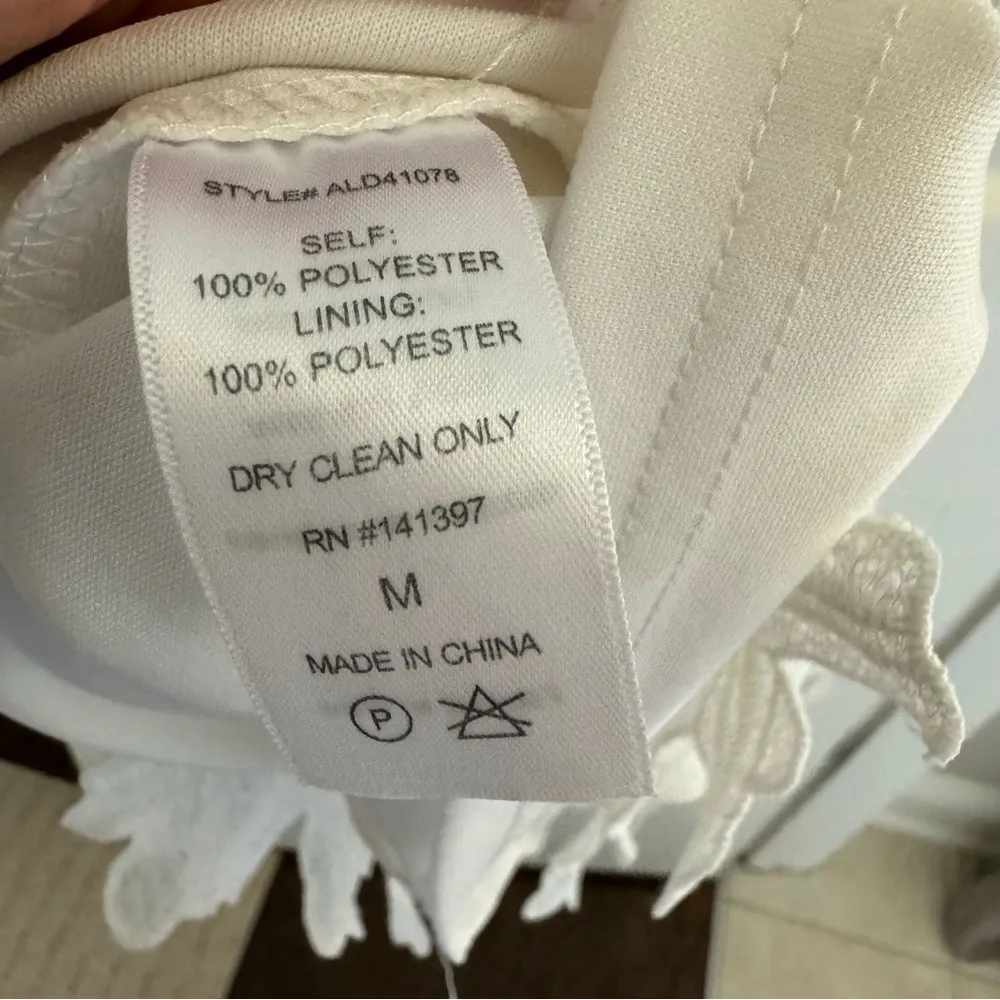 STYLE# ALD41078
SELF:
100% POLYESTER
LINING:
100% POLYESTER
DRY CLEAN ONLY
RN #141397
M
MADE IN CHINA
P